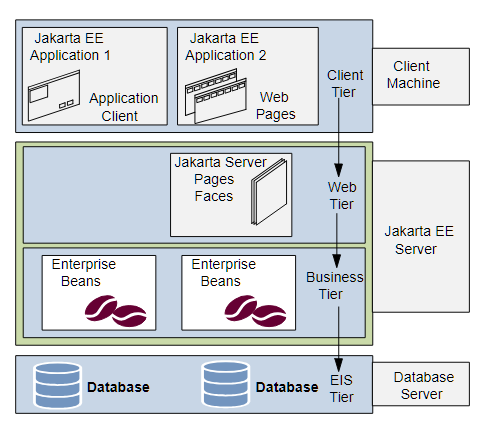 Jakarta EE
Application 1
Application
Client
Jakarta EE
Application 2
Web
Pages
Client
Tier
Client
Machine
Jakarta Server
Pages
Faces
Web
Tier
Jakarta EE
Server
Enterprise
Beans
Enterprise
Beans
Business
Tier
Database
Database
EIS
Tier
Database
Server